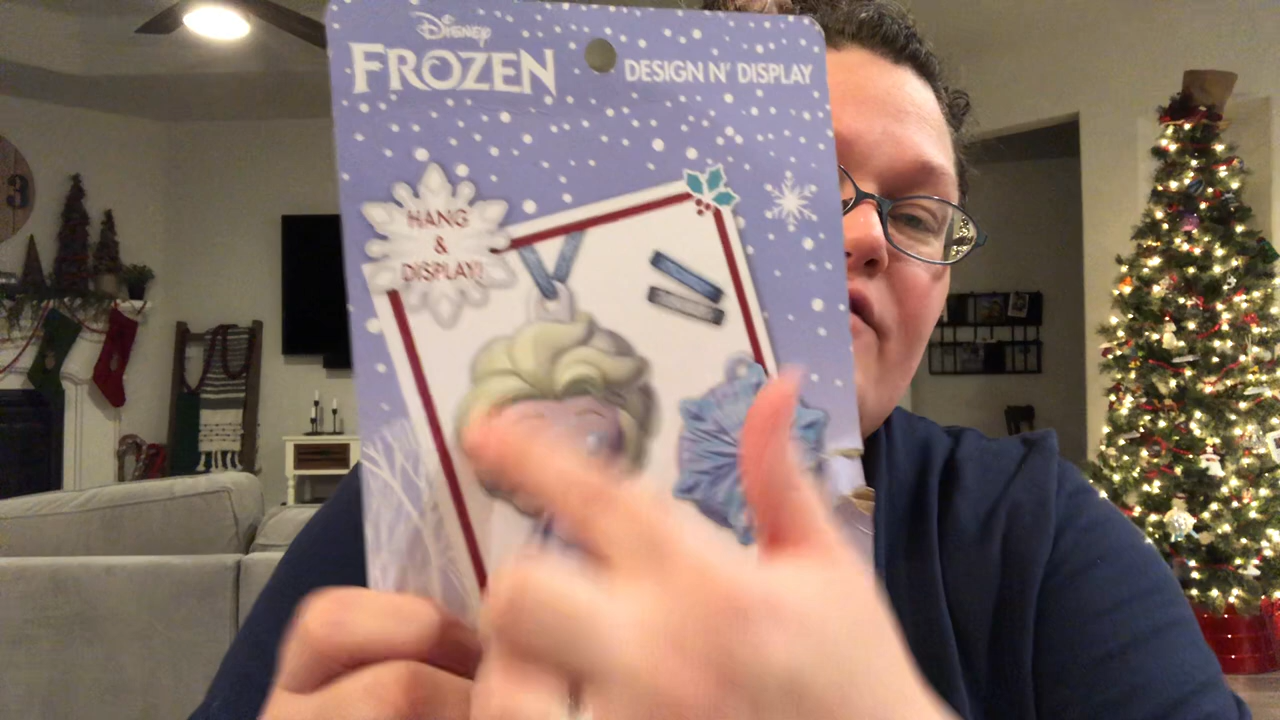 Disney
FROZEN
DESIGN N' DISPLAY
HANG
&
DISPLAY!
3